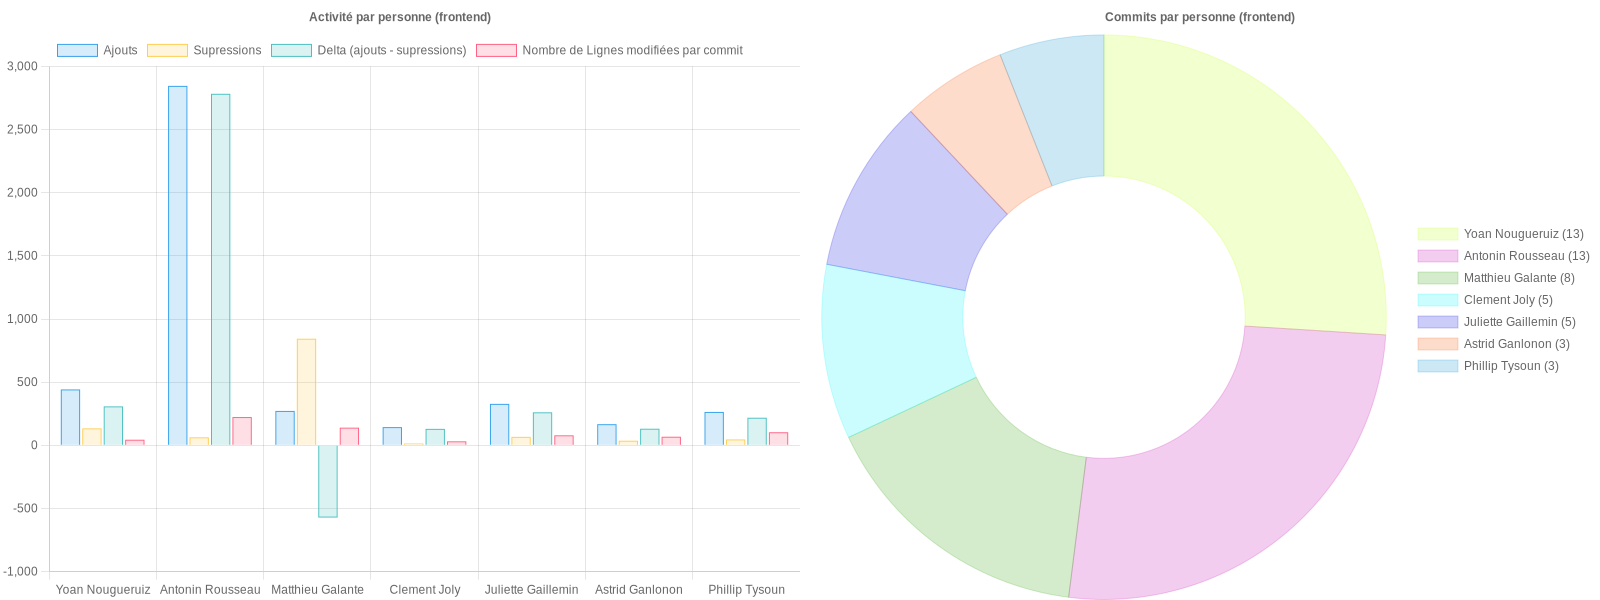 Activité par personne (frontend)
Ajouts
Supressions
Delta (ajouts - supressions)
Nombre de Lignes modifiées par commit
3,000
2,500
2,000
1,500
1,000
500
0
-500
-1,000
Yoan Nougueruiz
Antonin Rousseau
Matthieu Galante
Clement Joly
Juliette Gaillemin
Astrid Ganlonon
Phillip Tysoun
Commits par personne (frontend)
Yoan Nougueruiz (13)
Antonin Rousseau (13)
Matthieu Galante (8)
Clement Joly (5)
Juliette Gaillemin (5)
Astrid Ganlonon (3)
Phillip Tysoun (3)